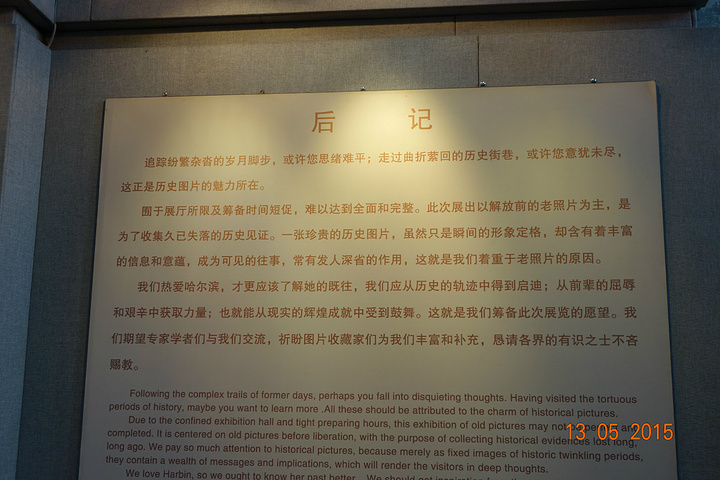 后 记
追踪纷繁杂沓的岁月脚步，或许您思绪难平；走过曲折萦回的历史街巷，或许您意犹未尽，
这正是历史图片的魅力所在。
囿于展厅所限及筹备时间短促，难以达到全面和完整。此次展出以解放前的老照片为主，是
为了收集久已失落的历史见证。一张珍贵的历史图片，虽然只是瞬间的形象定格，却含有着丰富
的信息和意蕴，成为可见的往事，常有发人深省的作用，这就是我们着重于老照片的原因。
我们热爱哈尔滨，才更应该了解她的既往，我们应从历史的轨迹中得到启迪；从前辈的屈辱
和艰辛中获取力量；也就能从现实的辉煌成就中受到鼓舞。这就是我们筹备此次展览的愿望。我
们期望专家学者们与我们交流，祈盼图片收藏家们为我们丰富和补充，恳请各界的有识之士不吝
赐教。
Following the complex trails of former days, perhaps you fall into disquieting thoughts. Having visited the tortuous
periods of history, maybe you want to learn more .All these should be attributed to the charm of historical pictures.
Due to the confined exhibition hall and tight preparing hours, this exhibition of old pictures may not be any
completed. It is centered on old pictures before liberation, with the purpose of collecting historical evidences lost long,
long ago. We pay so much attention to historical pictures, because merely as fixed images of historic twinkling periods,
they contain a wealth of messages and implications, which will render the visitors in deep thoughts.
We love Harbin, so we ought to know her past better. We should get inspiration
13 05 2015